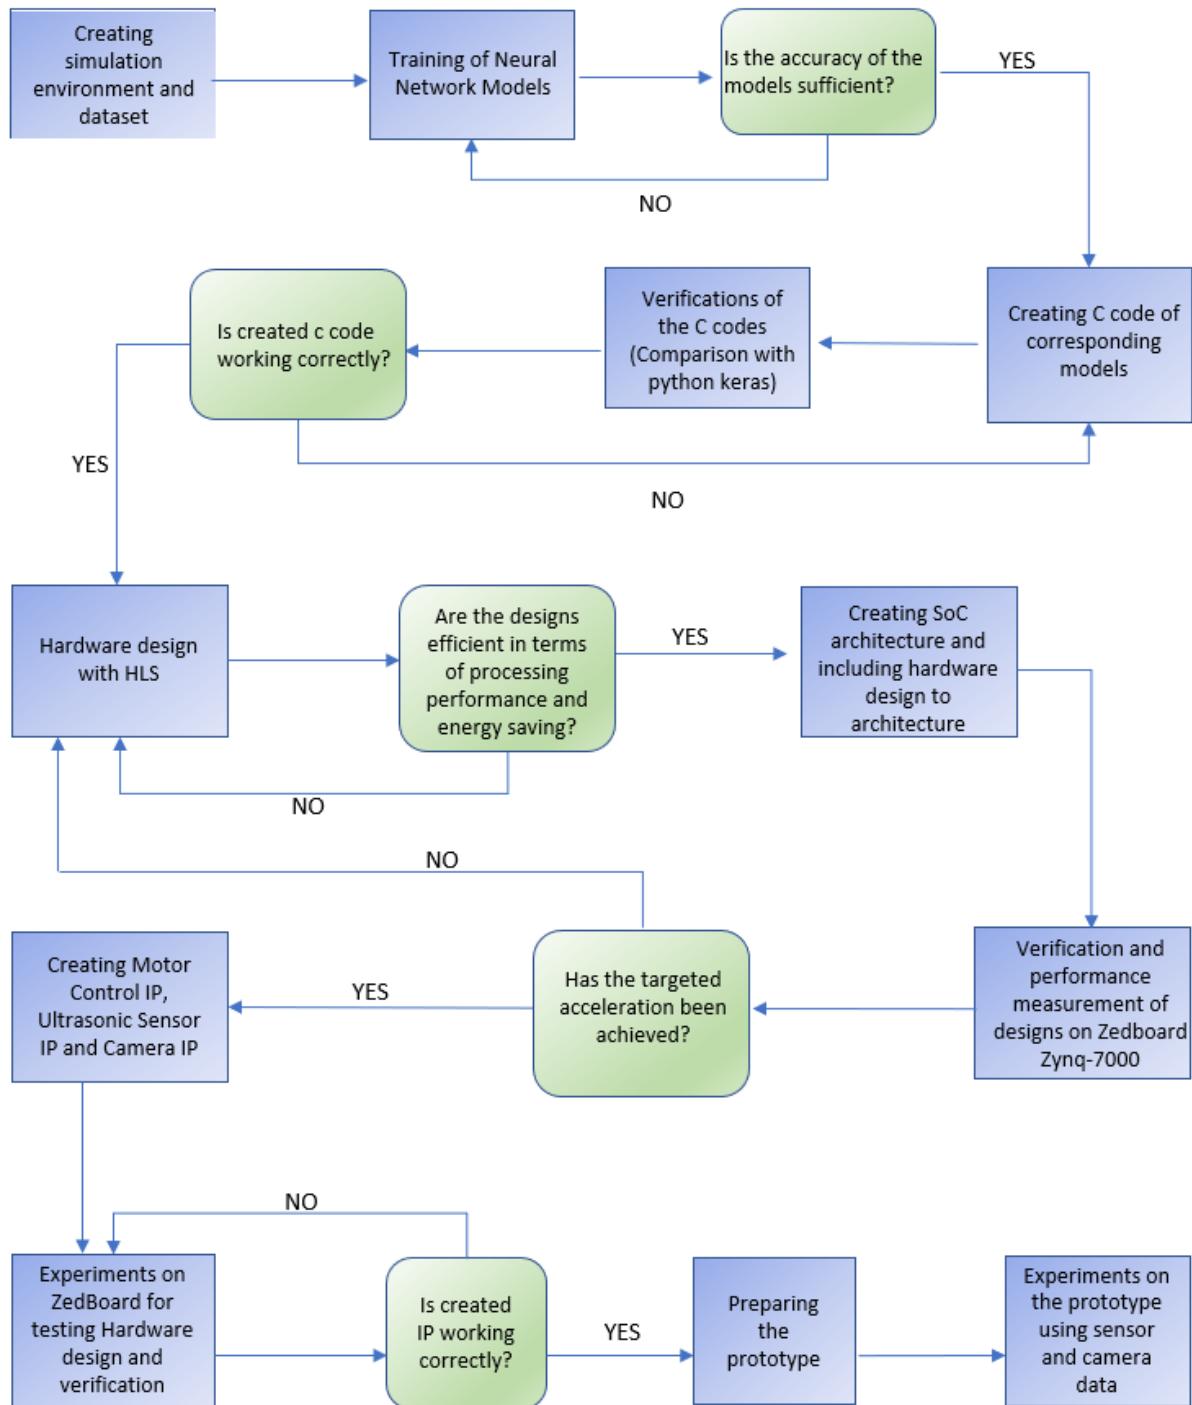 Creating
simulation
environment and
dataset
Training of Neural
Network Models
Is the accuracy of the
models sufficient?
YES
NO
Creating C code of
corresponding
models
Verifications of
the C codes
(Comparison with
python keras)
Is created c code
working correctly?
YES
NO
Hardware design
with HLS
Are the designs
efficient in terms
of processing
performance and
energy saving?
YES
NO
Creating SoC
architecture and
including hardware
design to
architecture
NO
Verification and
performance
measurement of
designs on Zedboard
Zynq-7000
Has the targeted
acceleration been
achieved?
YES
Creating Motor
Control IP,
Ultrasonic Sensor
IP and Camera IP
NO
Experiments on
ZedBoard for
testing Hardware
design and
verification
Is created
IP working
correctly?
YES
Preparing
the
prototype
Experiments on
the prototype
using sensor
and camera
data